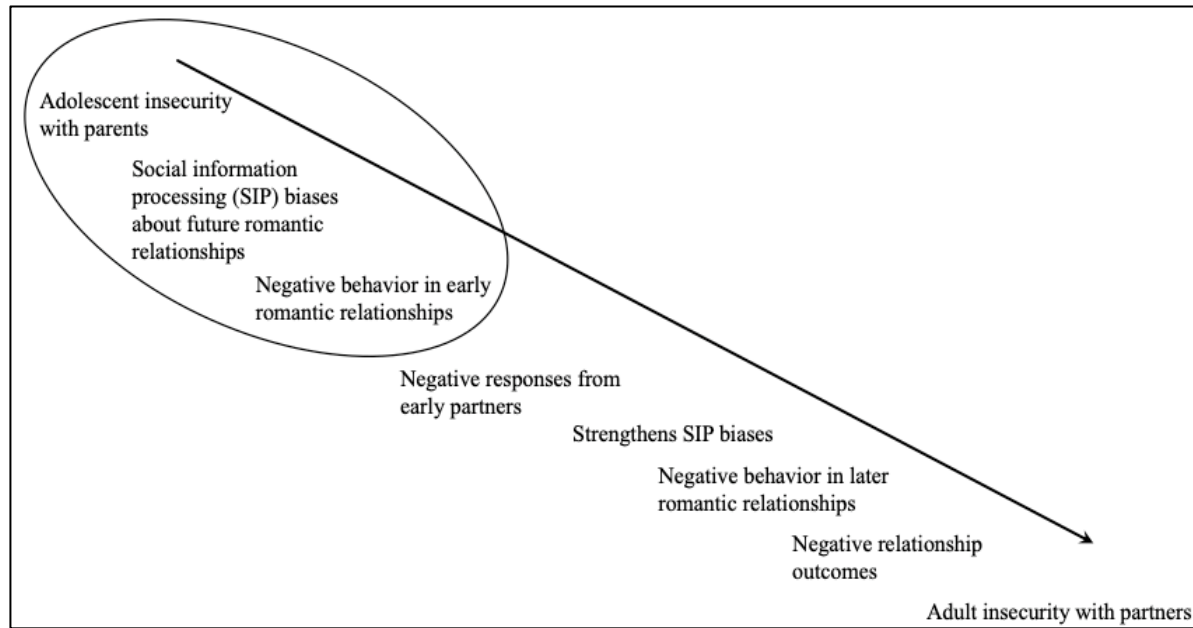 Adolescent insecurity
with parents
Social information
processing (SIP) biases
about future romantic
relationships
Negative behavior in early
romantic relationships
Negative responses from
early partners
Strengthens SIP biases
Negative behavior in later
romantic relationships
Negative relationship
outcomes
Adult insecurity with partners